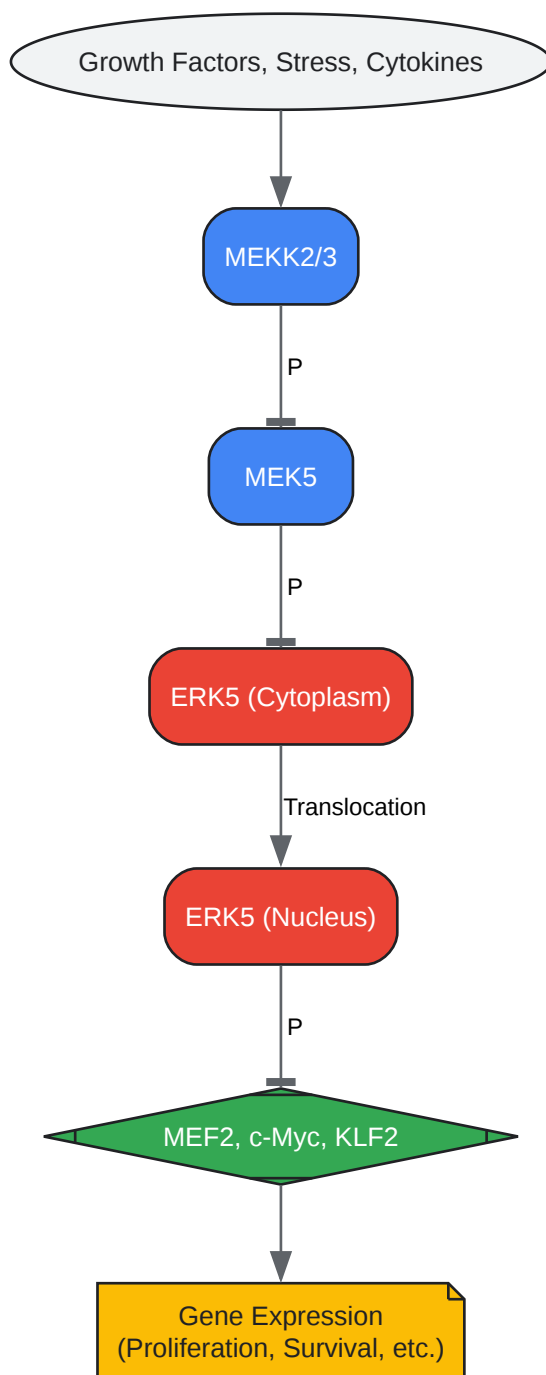 Growth Factors, Stress, Cytokines
MEKK2/3
P
MEK5
P
ERK5 (Cytoplasm)
Translocation
ERK5 (Nucleus)
P
MEF2, c-Myc, KLF2
Gene Expression
(Proliferation, Survival, etc.)